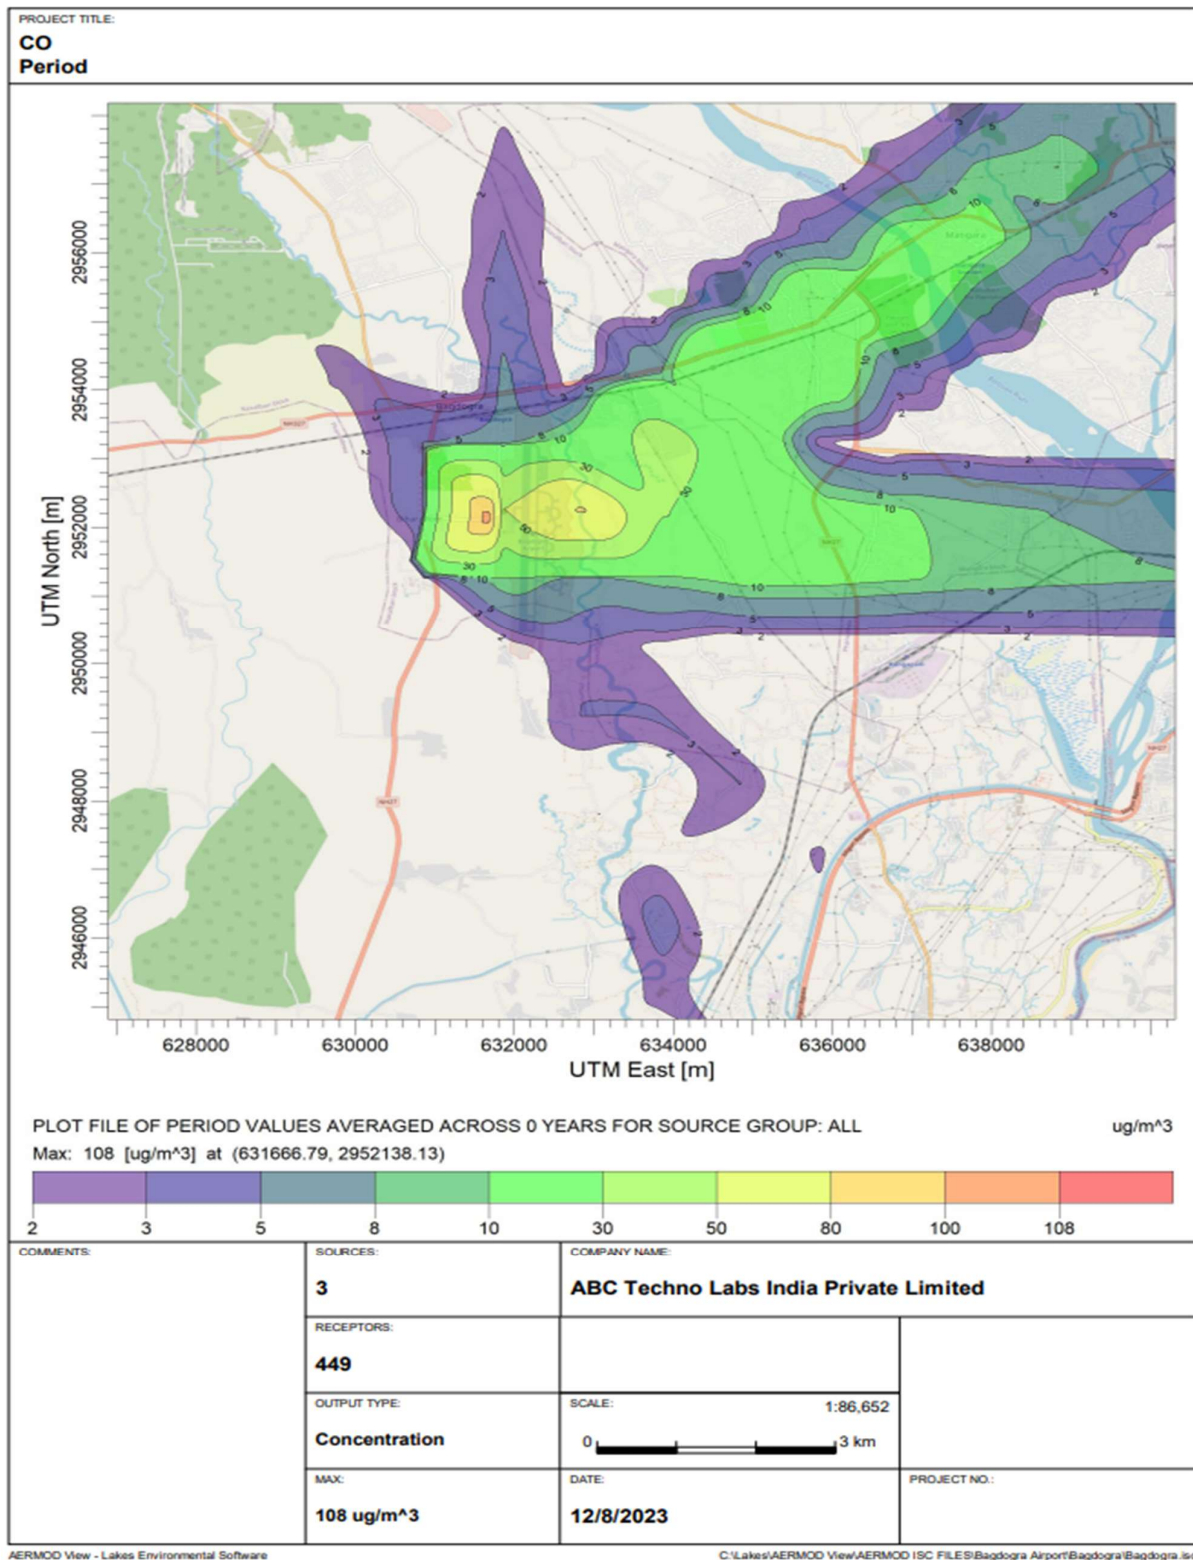 PROJECT TITLE:
CO
Period
UTM North [m]
2956000
2954000
2952000
2950000
2948000
2946000
Bagdogra
NH27
628000 630000 632000 634000 636000 638000
UTM East [m]
PLOT FILE OF PERIOD VALUES AVERAGED ACROSS 0 YEARS FOR SOURCE GROUP: ALL ug/m^3
Max: 108 [ug/m^3] at (631666.79, 2952138.13)
2 3 5 8 10 30 50 80 100 108
COMMENTS:
SOURCES:
3
COMPANY NAME:
ABC Techno Labs India Private Limited
RECEPTORS:
449
OUTPUT TYPE:
Concentration
SCALE: 1:86,652
0 3 km
MAX:
108 ug/m^3
DATE:
12/8/2023
PROJECT NO.:
AERMOD View - Lakes Environmental Software
C:\Lakes\AERMOD View\AERMOD ISC FILES\Bagdogra Airport\Bagdogra\Bagdogra.isc